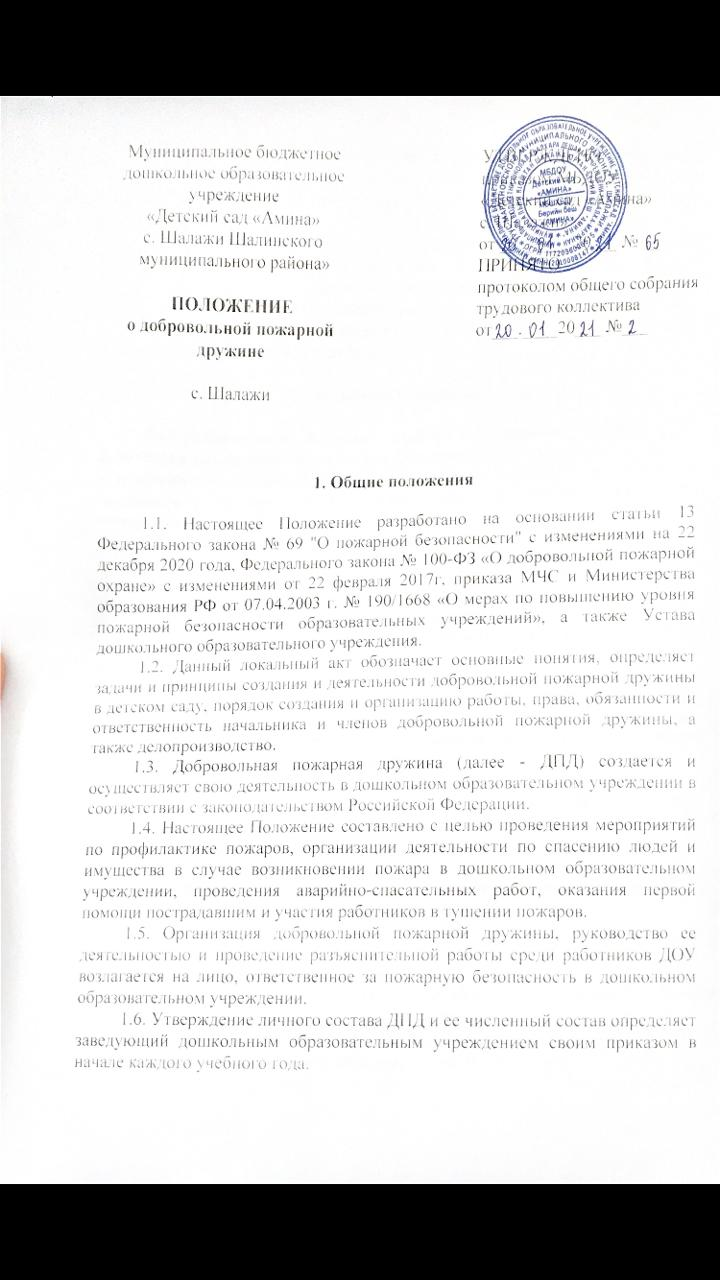 Муниципальное бюджетное
дошкольное образовательное
учреждение
«Детский сад «Амина»
с. Шалажи Шалинского
муниципального района»
ПОЛОЖЕНИЕ
о добровольной пожарной
дружине
с. Шалажи
МБДОУ
Детский сад
«АМИНА»
№ 65
ПРИНЯТО
протоколом общего собрания
трудового коллектива
от 20 . 01 20 21 № 2
1. Общие положения
1.1. Настоящее Положение разработано на основании статьи 13
Федерального закона № 69 "О пожарной безопасности" с изменениями на 22
декабря 2020 года, Федерального закона № 100-ФЗ «О добровольной пожарной
охране» с изменениями от 22 февраля 2017г, приказа МЧС и Министерства
образования РФ от 07.04.2003 г. № 190/1668 «О мерах по повышению уровня
пожарной безопасности образовательных учреждений», а также Устава
дошкольного образовательного учреждения.
1.2. Данный локальный акт обозначает основные понятия, определяет
задачи и принципы создания и деятельности добровольной пожарной дружины
в детском саду, порядок создания и организацию работы, права, обязанности и
ответственность начальника и членов добровольной пожарной дружины, а
также делопроизводство.
1.3. Добровольная пожарная дружина (далее - ДПД) создается и
осуществляет свою деятельность в дошкольном образовательном учреждении в
соответствии с законодательством Российской Федерации.
1.4. Настоящее Положение составлено с целью проведения мероприятий
по профилактике пожаров, организации деятельности по спасению людей и
имущества в случае возникновении пожара в дошкольном образовательном
учреждении, проведения аварийно-спасательных работ, оказания первой
помощи пострадавшим и участия работников в тушении пожаров.
1.5. Организация добровольной пожарной дружины, руководство ее
деятельностью и проведение разъяснительной работы среди работников ДОУ
возлагается на лицо, ответственное за пожарную безопасность в дошкольном
образовательном учреждении.
1.6. Утверждение личного состава ДПД и ее численный состав определяет
заведующий дошкольным образовательным учреждением своим приказом в
начале каждого учебного года.